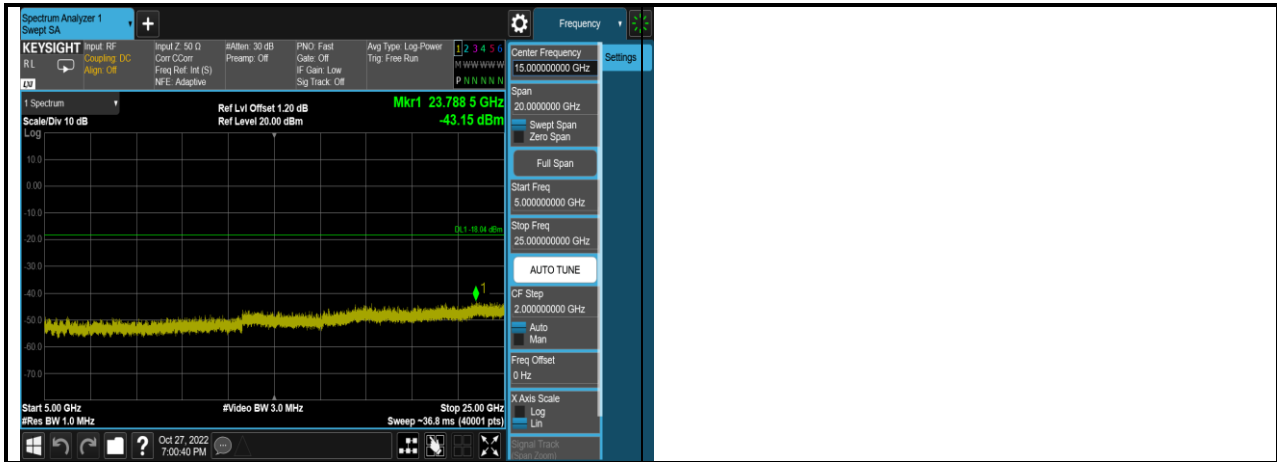 Spectrum Analyzer 1
Swept SA
Frequency
KEYSIGHT
RL
LXI
Input: RF
Coupling: DC
Align: Off
Input Z: 50 Ω
Corr CCorr
Freq Ref: Int (S)
NFE: Adaptive
#Atten: 30 dB
Preamp: Off
PNO: Fast
Gate: Off
IF Gain: Low
Sig Track: Off
Avg Type: Log-Power
Trig: Free Run
1 2 3 4 5 6
M W W W W W
P N N N N N
1 Spectrum
Scale/Div 10 dB
Ref Lvl Offset 1.20 dB
Ref Level 20.00 dBm
Mkr1 23.788 5 GHz
-43.15 dBm
Log
10.0
0.00
-10.0
DL1 -18.04 dBm
-20.0
-30.0
-40.0
1
-50.0
-60.0
-70.0
Start 5.00 GHz
#Res BW 1.0 MHz
#Video BW 3.0 MHz
Stop 25.00 GHz
Sweep ~36.8 ms (40001 pts)
?
Oct 27, 2022
7:00:40 PM
Center Frequency
15.000000000 GHz
Settings
Span
20.0000000 GHz
Swept Span
Zero Span
Full Span
Start Freq
5.000000000 GHz
Stop Freq
25.000000000 GHz
AUTO TUNE
CF Step
2.000000000 GHz
Auto
Man
Freq Offset
0 Hz
X Axis Scale
Log
Lin
Signal Track
(Span Zoom)